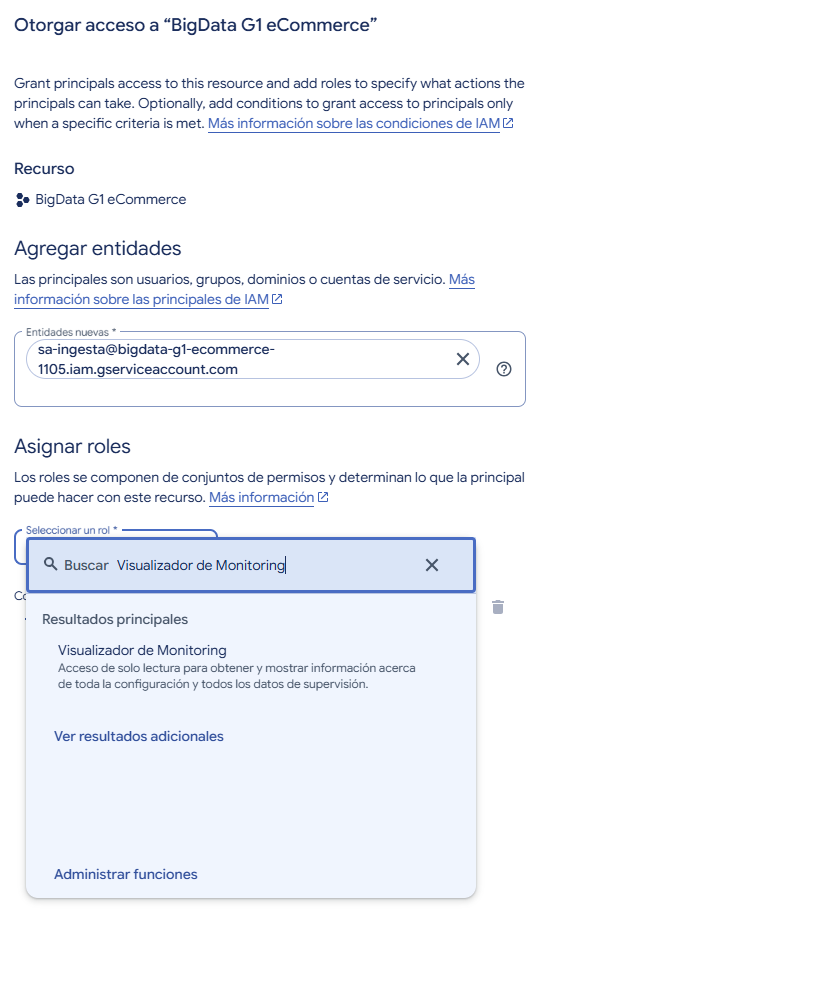 Otorgar acceso a “BigData G1 eCommerce”
Grant principals access to this resource and add roles to specify what actions the
principals can take. Optionally, add conditions to grant access to principals only
when a specific criteria is met. Más información sobre las condiciones de IAM
Recurso
BigData G1 eCommerce
Agregar entidades
Las principales son usuarios, grupos, dominios o cuentas de servicio. Más
información sobre las principales de IAM
Entidades nuevas *
sa-ingesta@bigdata-g1-ecommerce-
1105.iam.gserviceaccount.com
Asignar roles
Los roles se componen de conjuntos de permisos y determinan lo que la principal
puede hacer con este recurso. Más información
Seleccionar un rol *
Buscar Visualizador de Monitoring
Resultados principales
Visualizador de Monitoring
Acceso de solo lectura para obtener y mostrar información acerca
de toda la configuración y todos los datos de supervisión.
Ver resultados adicionales
Administrar funciones